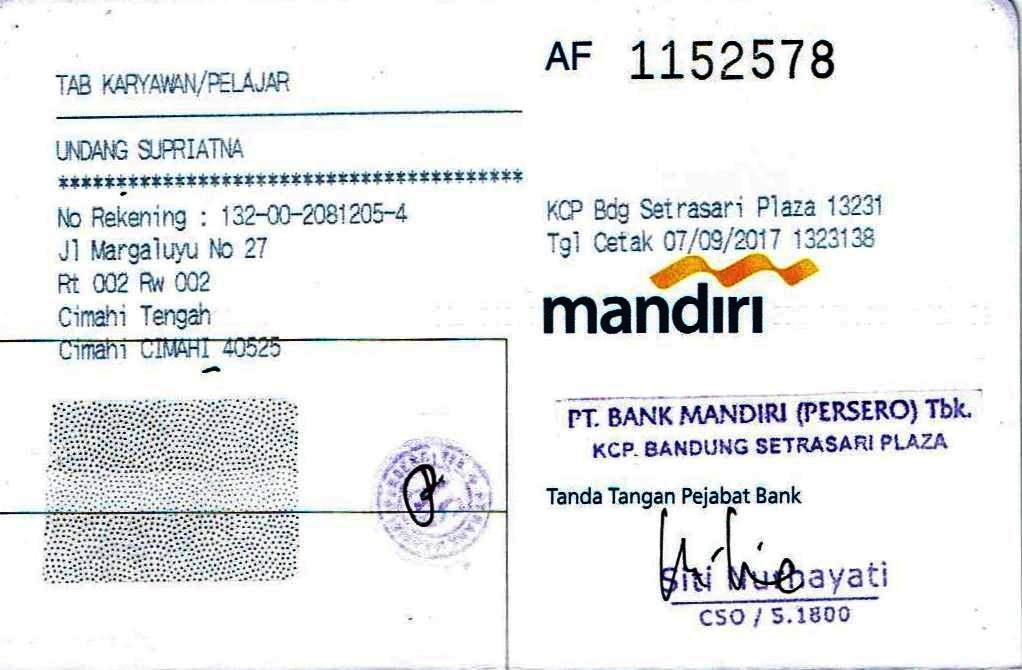 TAB KARYAWAN/PELAJAR
UNDANG SUPRIATNA
****************************************
No Rekening : 132-00-2081205-4
Jl Margaluyu No 27
Rt 002 Rw 002
Cimahi Tengah
Cimahi CIMAHI 40525
AF 1152578
KCP Bdg Setrasari Plaza 13231
Tgl Cetak 07/09/2017 1323138
mandiri
PT. BANK MANDIRI (PERSERO) Tbk.
KCP. BANDUNG SETRASARI PLAZA
Tanda Tangan Pejabat Bank
Siti Nurhayati
CSO / 5.1800